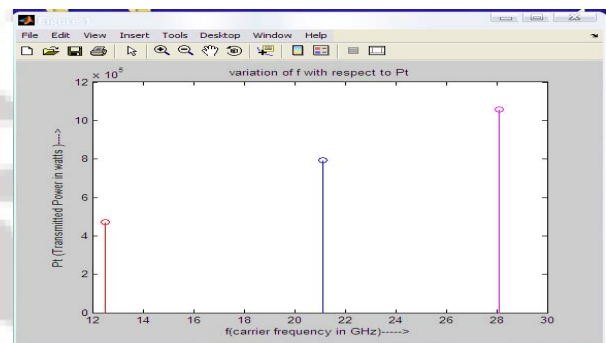 File Edit View Insert Tools Desktop Window Help
variation of f with respect to Pt
× 10^5
12
10
8
6
4
2
0
Pt (Transmitted Power in watts )---->
12 14 16 18 20 22 24 26 28 30
f(carrier frequency in GHz)----->